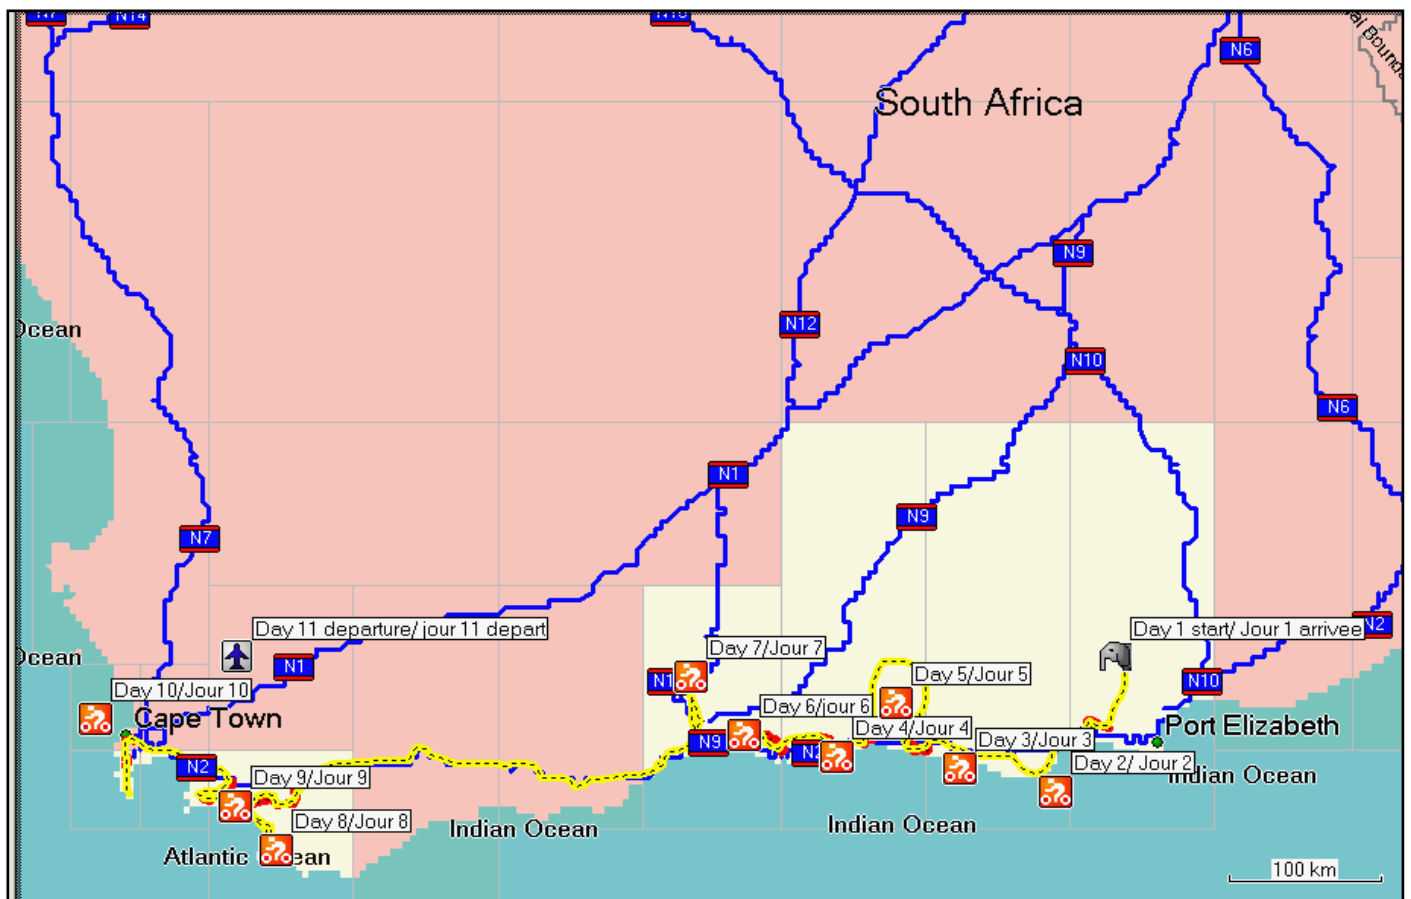 N7
N14
N6
South Africa
N9
Ocean
N12
N10
N6
N1
N9
N7
Day 11 departure/ jour 11 depart
Day 1 start/ Jour 1 arrivee
N2
Ocean
N1
Day 7/Jour 7
Day 5/Jour 5
N10
Day 10/Jour 10
Cape Town
Day 6/jour 6
Day 4/Jour 4
Port Elizabeth
N9
Day 3/Jour 3
Day 2/ Jour 2
N2
Day 9/Jour 9
Indian Ocean
Day 8/Jour 8
Indian Ocean
Indian Ocean
Atlantic
100 km